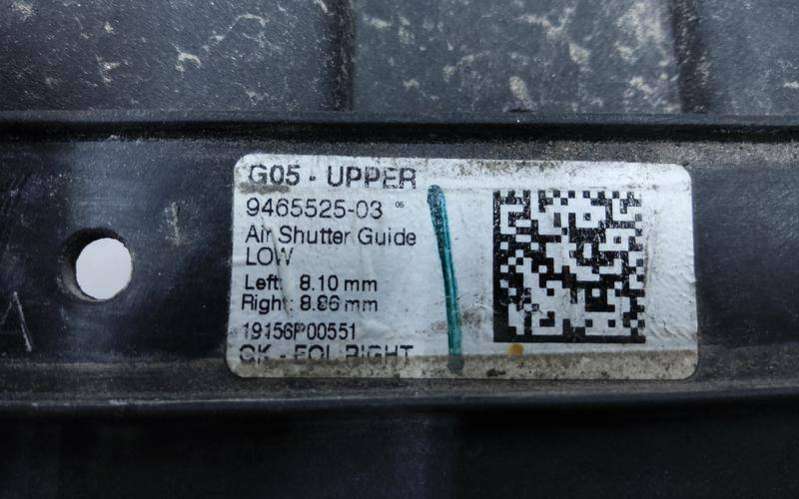 G05 - UPPER
9465525-03 05
Air Shutter Guide
LOW
Left: 8.10 mm
Right: 8.86 mm
19156P00551
OK - EOL RIGHT